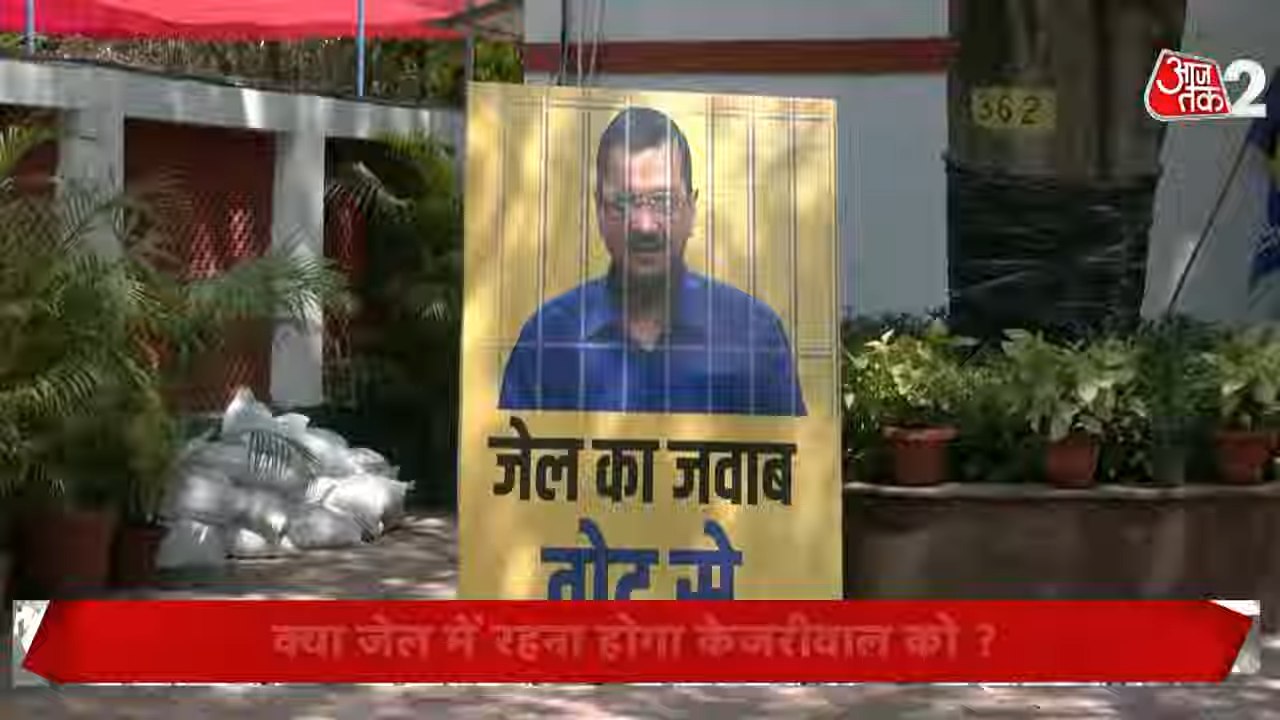 आज
तक 2
362
जेल का जवाब
वोट से
क्या जेल में रहना होगा केजरीवाल को ?